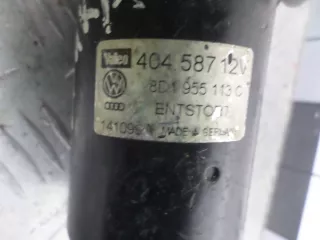 Valeo 404.587 12V
8D1 955 113 C
ENTSTÖRT
MADE IN GERMANY